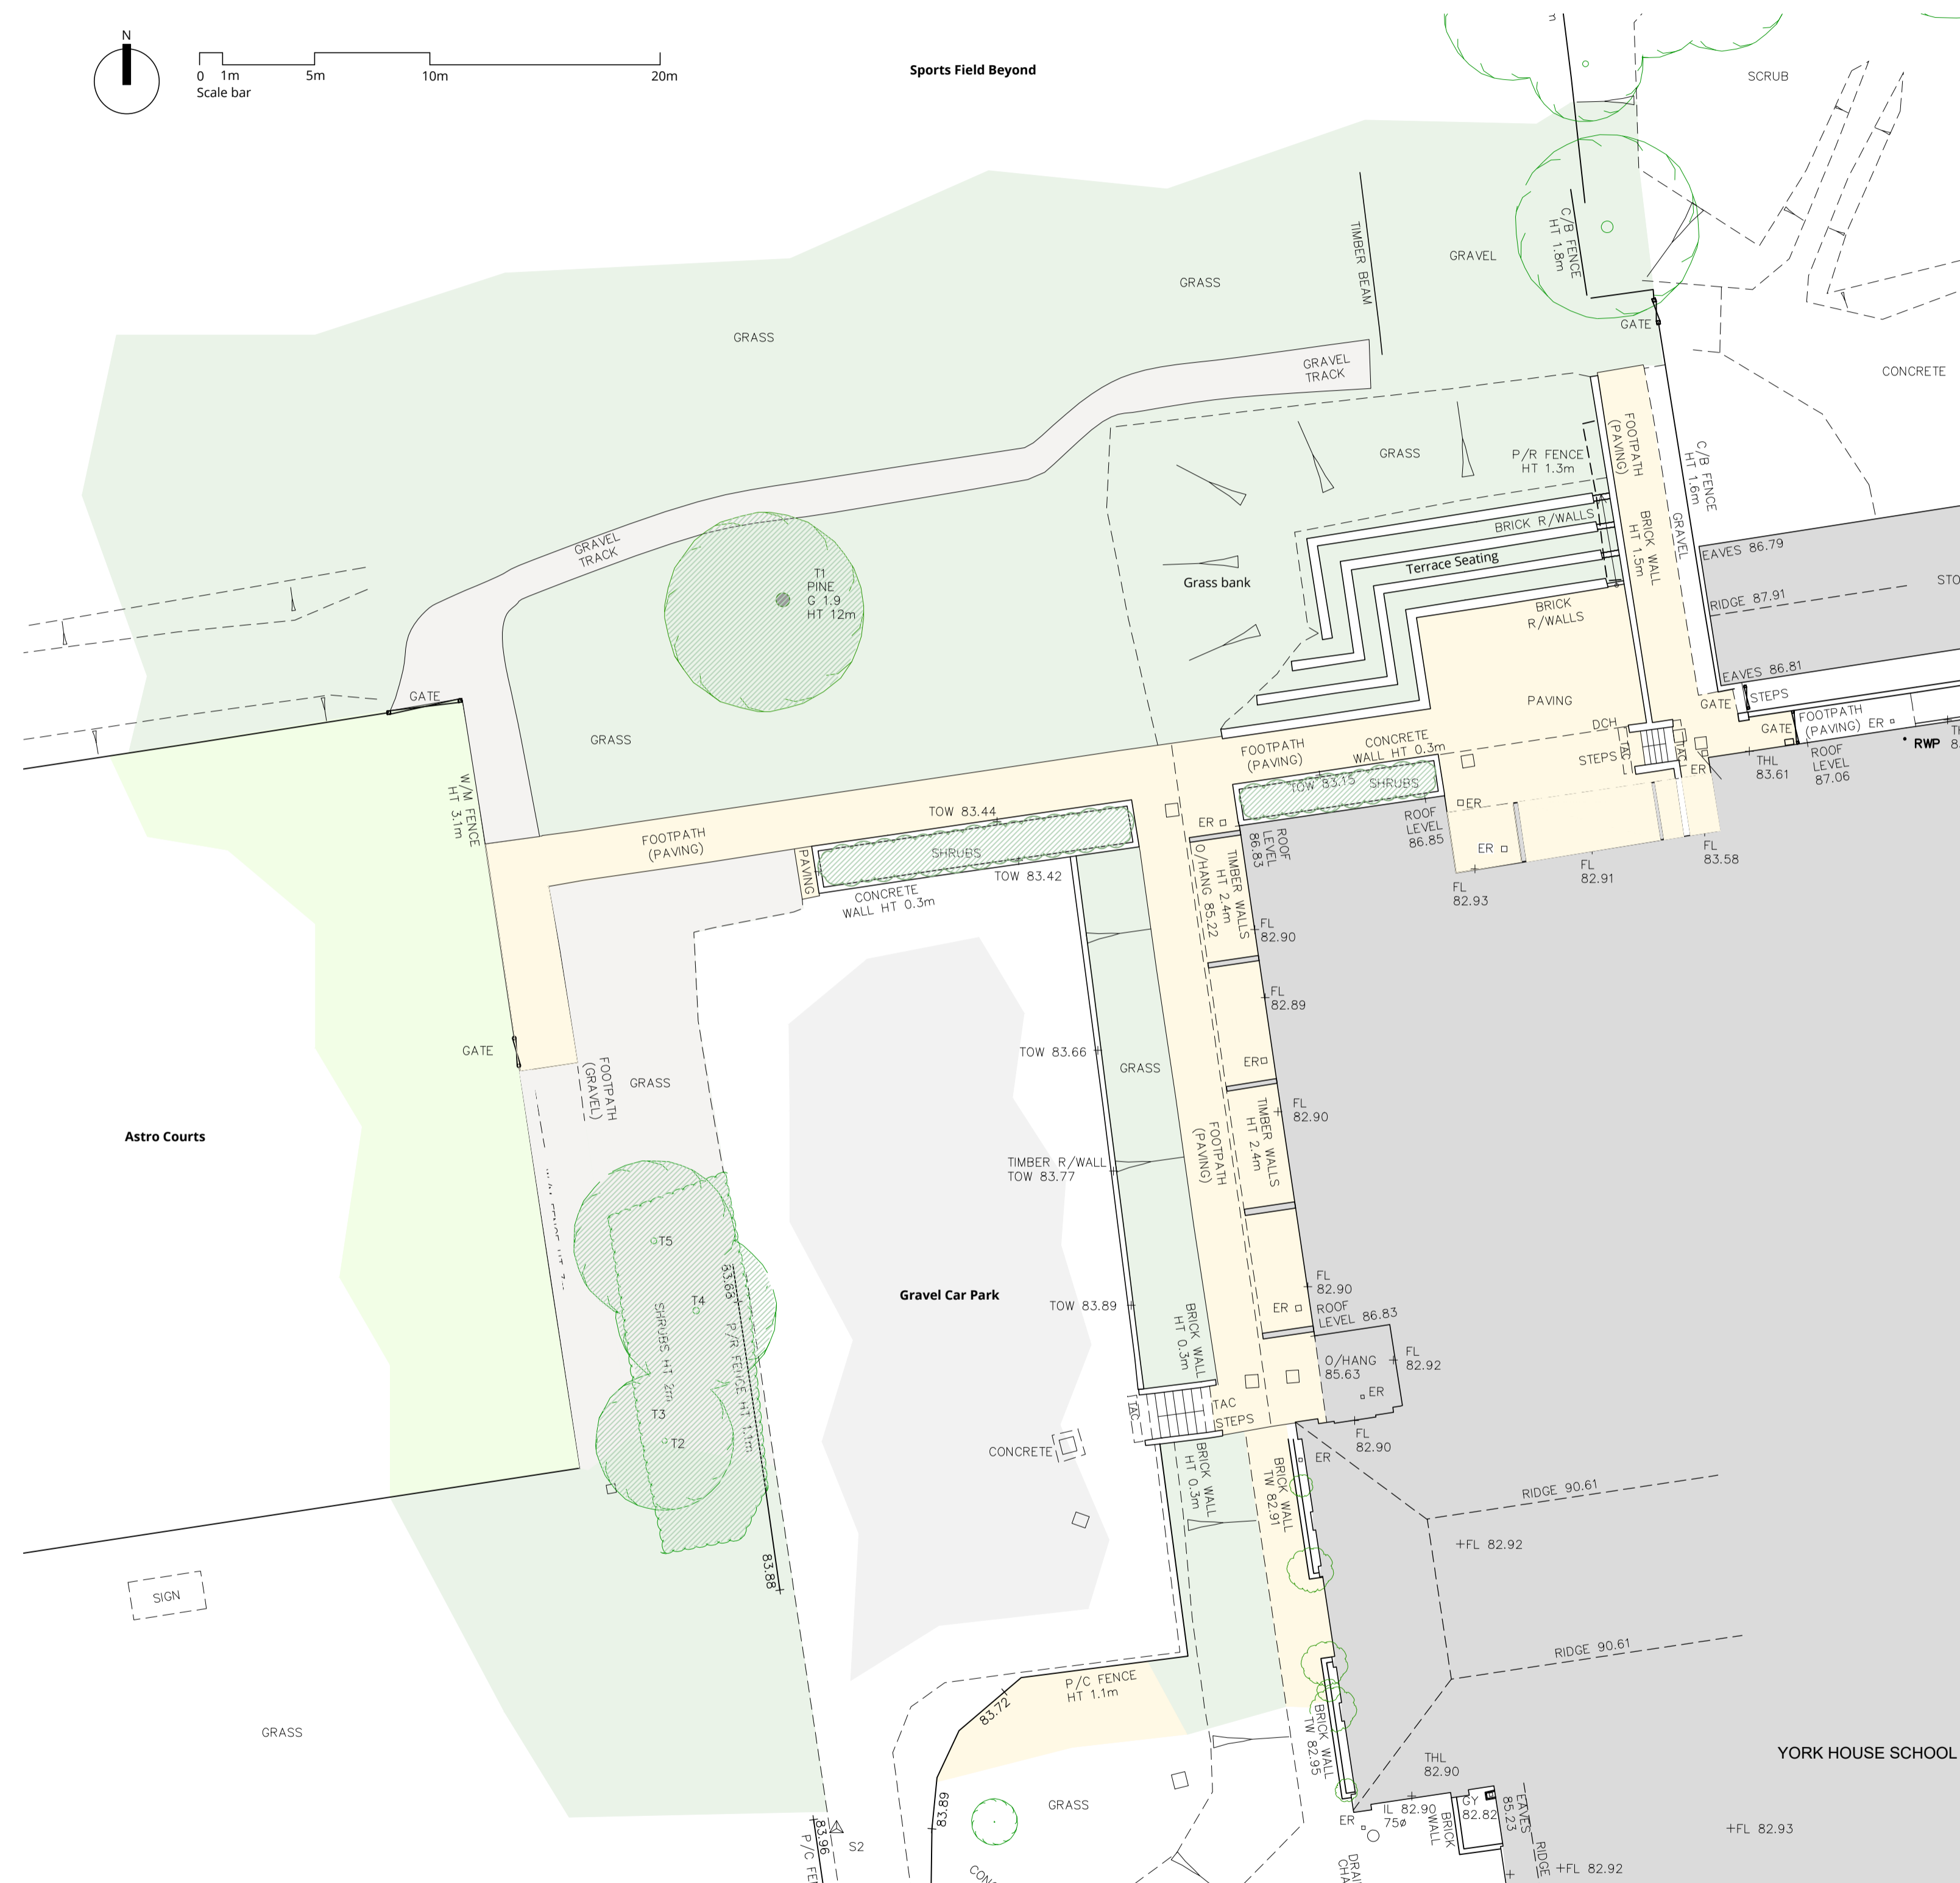 N
0 1m 5m 10m 20m
Scale bar
Sports Field Beyond
SCRUB
C/B FENCE
HT 1.8m
TIMBER BEAM
GRAVEL
GRASS
GRASS
GATE
GRAVEL
TRACK
CONCRETE
FOOTPATH
(PAVING)
GRASS
P/R FENCE
HT 1.3m
C/B FENCE
HT 1.6m
GRAVEL
BRICK WALL
HT 1.5m
BRICK R/WALLS
Terrace Seating
EAVES 86.79
GRAVEL
TRACK
T1
PINE
G 1.9
HT 12m
Grass bank
RIDGE 87.91
BRICK
R/WALLS
EAVES 86.81
GATE
STEPS
PAVING
GATE
GRASS
FOOTPATH
(PAVING)
CONCRETE
WALL HT 0.3m
DCH
STEPS
TAC
TAC
ER
GATE
FOOTPATH
(PAVING)
ER
RWP
THL
83.61
ROOF
LEVEL
87.06
W/M FENCE
HT 3.1m
TOW 83.44
TOW 83.15
SHRUBS
ER
ER
ROOF
LEVEL
86.83
ROOF
LEVEL
86.85
FOOTPATH
(PAVING)
PAVING
SHRUBS
TOW 83.42
CONCRETE
WALL HT 0.3m
O/HANG 85.22
TIMBER WALLS
HT 2.4m
ER
FL
82.93
FL
82.91
FL
83.58
FL
82.90
FL
82.89
GATE
TOW 83.66
GRASS
ER
FOOTPATH
(GRAVEL)
GRASS
FL
82.90
TIMBER WALLS
HT 2.4m
Astro Courts
FOOTPATH
(PAVING)
TIMBER R/WALL
TOW 83.77
T5
T4
83.88
SHRUBS HT 2m
P/R FENCE HT 1.1m
Gravel Car Park
TOW 83.89
FL
82.90
ER
ROOF
LEVEL 86.83
BRICK WALL
HT 0.3m
O/HANG
85.63
FL
82.92
ER
T3
T2
TAC
TAC
STEPS
FL
82.90
CONCRETE
BRICK WALL
HT 0.3m
ER
BRICK WALL
TW 82.91
RIDGE 90.61
FL 82.92
83.88
SIGN
RIDGE 90.61
P/C FENCE
HT 1.1m
83.72
GRASS
BRICK WALL
TW 82.95
YORK HOUSE SCHOOL
THL
82.90
GRASS
83.89
83.96
S2
ER
IL 82.90
75ø
BRICK
WALL
GY
82.82
EAVES
85.23
RIDGE
FL 82.93
FL 82.92